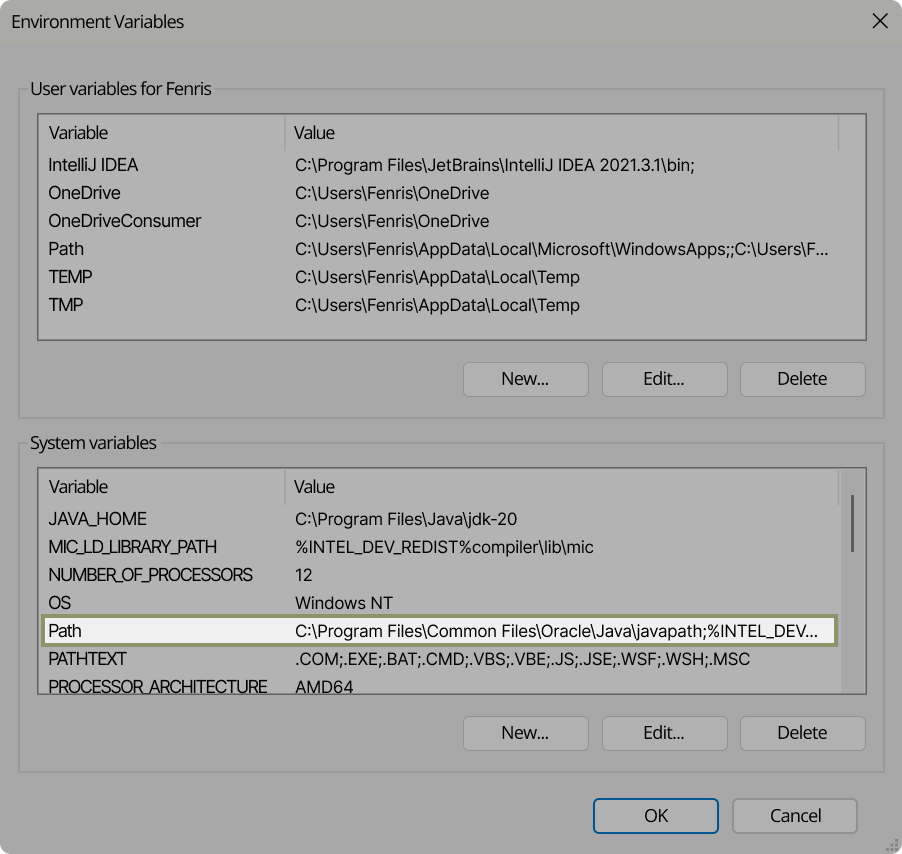 Environment Variables
User variables for Fenris
Variable Value
IntelliJ IDEA C:\Program Files\JetBrains\IntelliJ IDEA 2021.3.1\bin;
OneDrive C:\Users\Fenris\OneDrive
OneDriveConsumer C:\Users\Fenris\OneDrive
Path C:\Users\Fenris\AppData\Local\Microsoft\WindowsApps;;C:\Users\F...
TEMP C:\Users\Fenris\AppData\Local\Temp
TMP C:\Users\Fenris\AppData\Local\Temp
New... Edit... Delete
System variables
Variable Value
JAVA_HOME C:\Program Files\Java\jdk-20
MIC_LD_LIBRARY_PATH %INTEL_DEV_REDIST%compiler\lib\mic
NUMBER_OF_PROCESSORS 12
OS Windows NT
Path C:\Program Files\Common Files\Oracle\Java\javapath;%INTEL_DEV...
PATHTEXT .COM;.EXE;.BAT;.CMD;.VBS;.VBE;.JS;.JSE;.WSF;.WSH;.MSC
PROCESSOR_ARCHITECTURE AMD64
New... Edit... Delete
OK Cancel